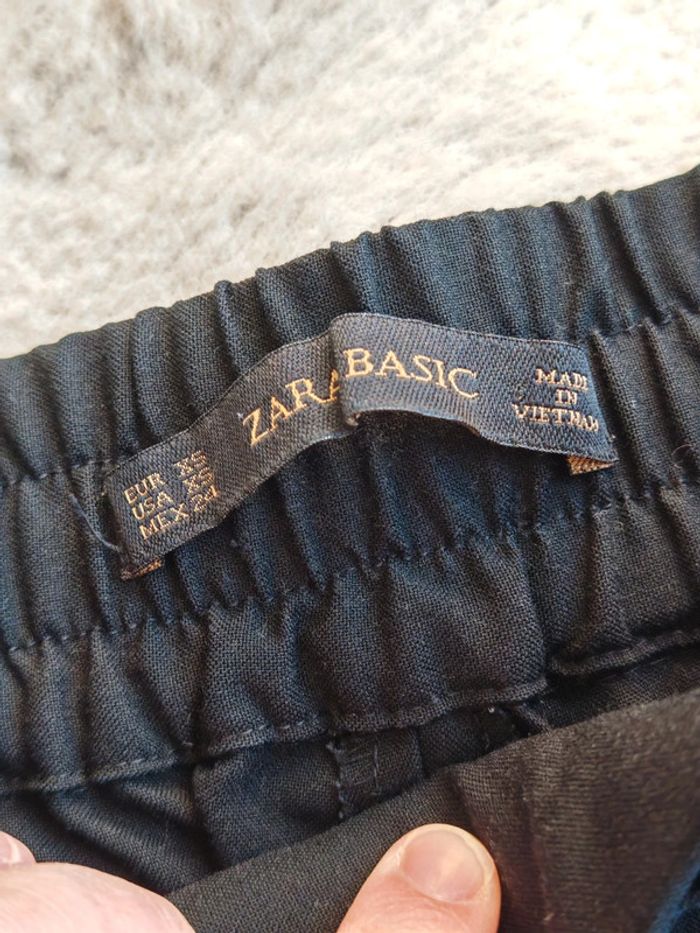 EUR XS
USA XS
MEX 24
ZARA BASIC
MADE
IN
VIETNAM